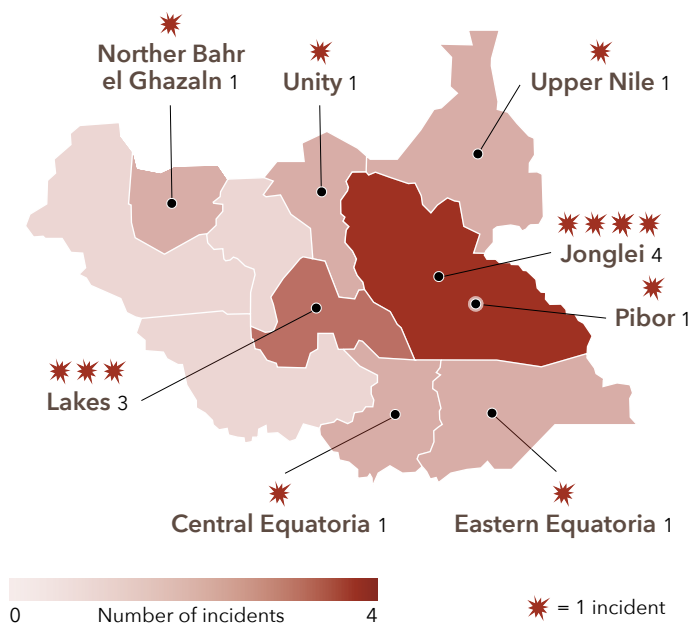 Norther Bahr
el Ghazaln 1
Unity 1
Upper Nile 1
Jonglei 4
Pibor 1
Lakes 3
Central Equatoria 1
Eastern Equatoria 1
0 Number of incidents 4
= 1 incident